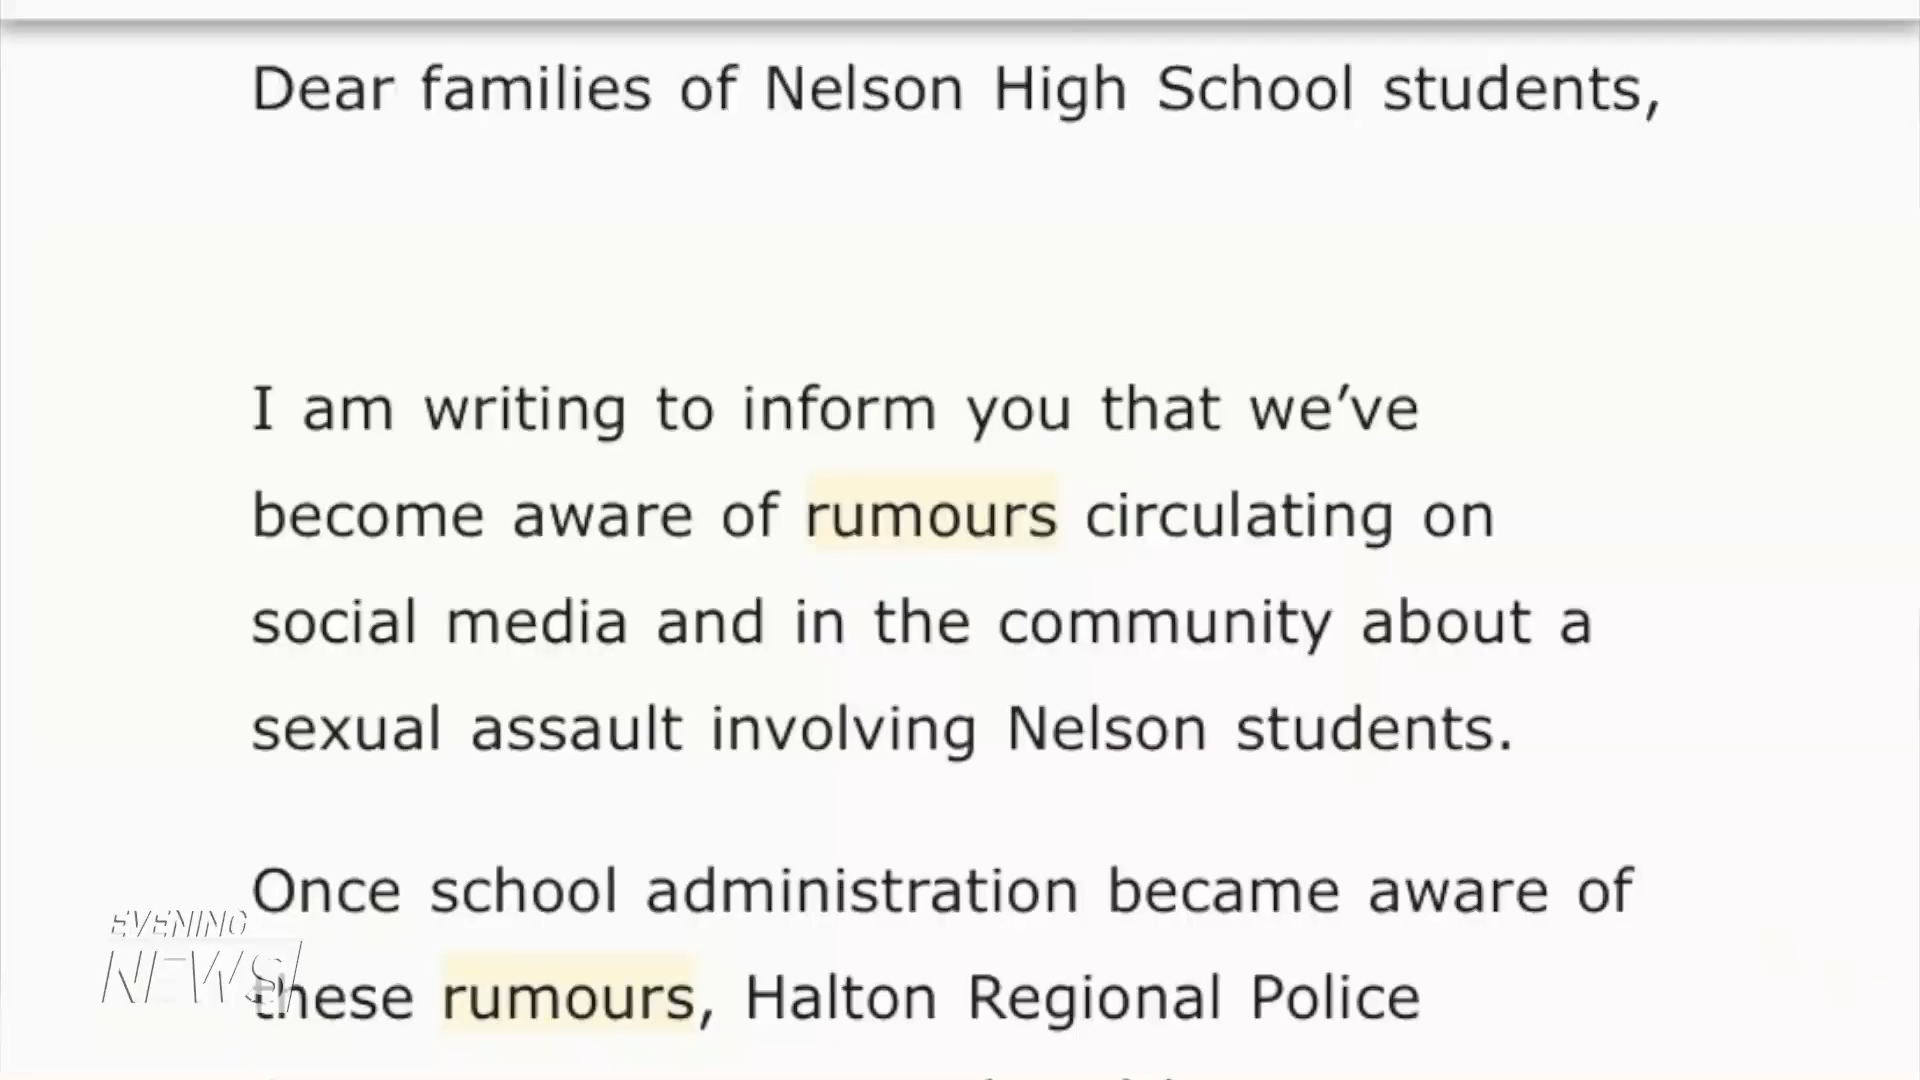 Dear families of Nelson High School students,
I am writing to inform you that we’ve
become aware of rumours circulating on
social media and in the community about a
sexual assault involving Nelson students.
Once school administration became aware of
these rumours, Halton Regional Police
EVENING
NEWS